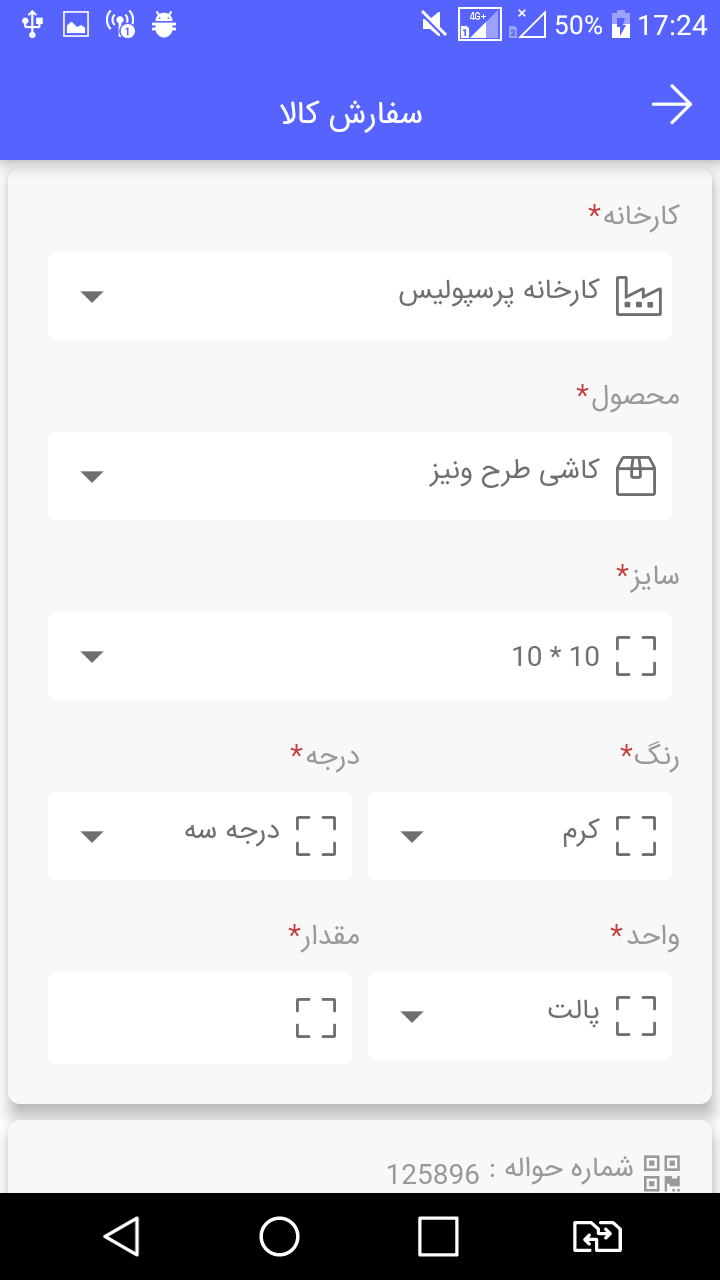 4G+ 50% 17:24
سفارش کالا
کارخانه*
کارخانه پرسپولیس
محصول*
کاشی طرح ونیز
سایز*
10 * 10
رنگ* درجه*
کرم درجه سه
واحد* مقدار*
پالت
شماره حواله : 125896